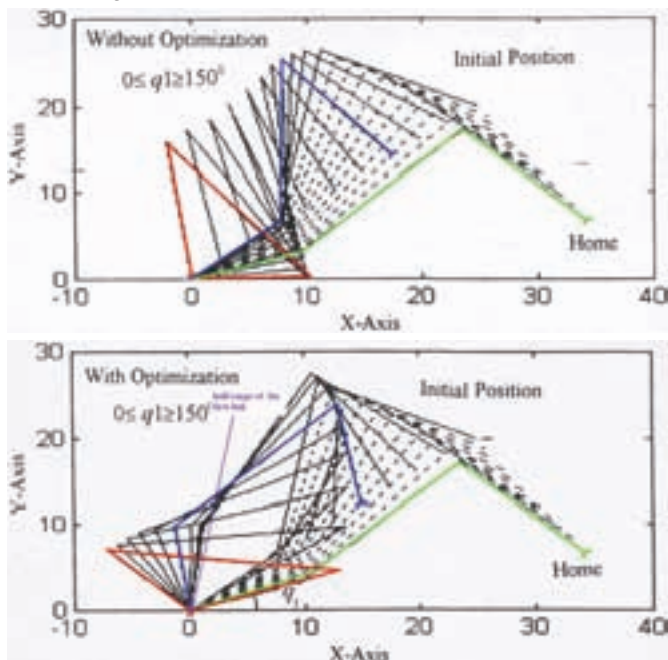 30
Without Optimization
Initial Position
0≤ q1≥150⁰
20
Y-Axis
10
Home
0
-10 0 10 20 30 40
X-Axis
30
With Optimization
Initial Position
0≤ q1≥150
20
Y-Axis
10
Home
q₁
0
-10 0 10 20 30 40
X-Axis